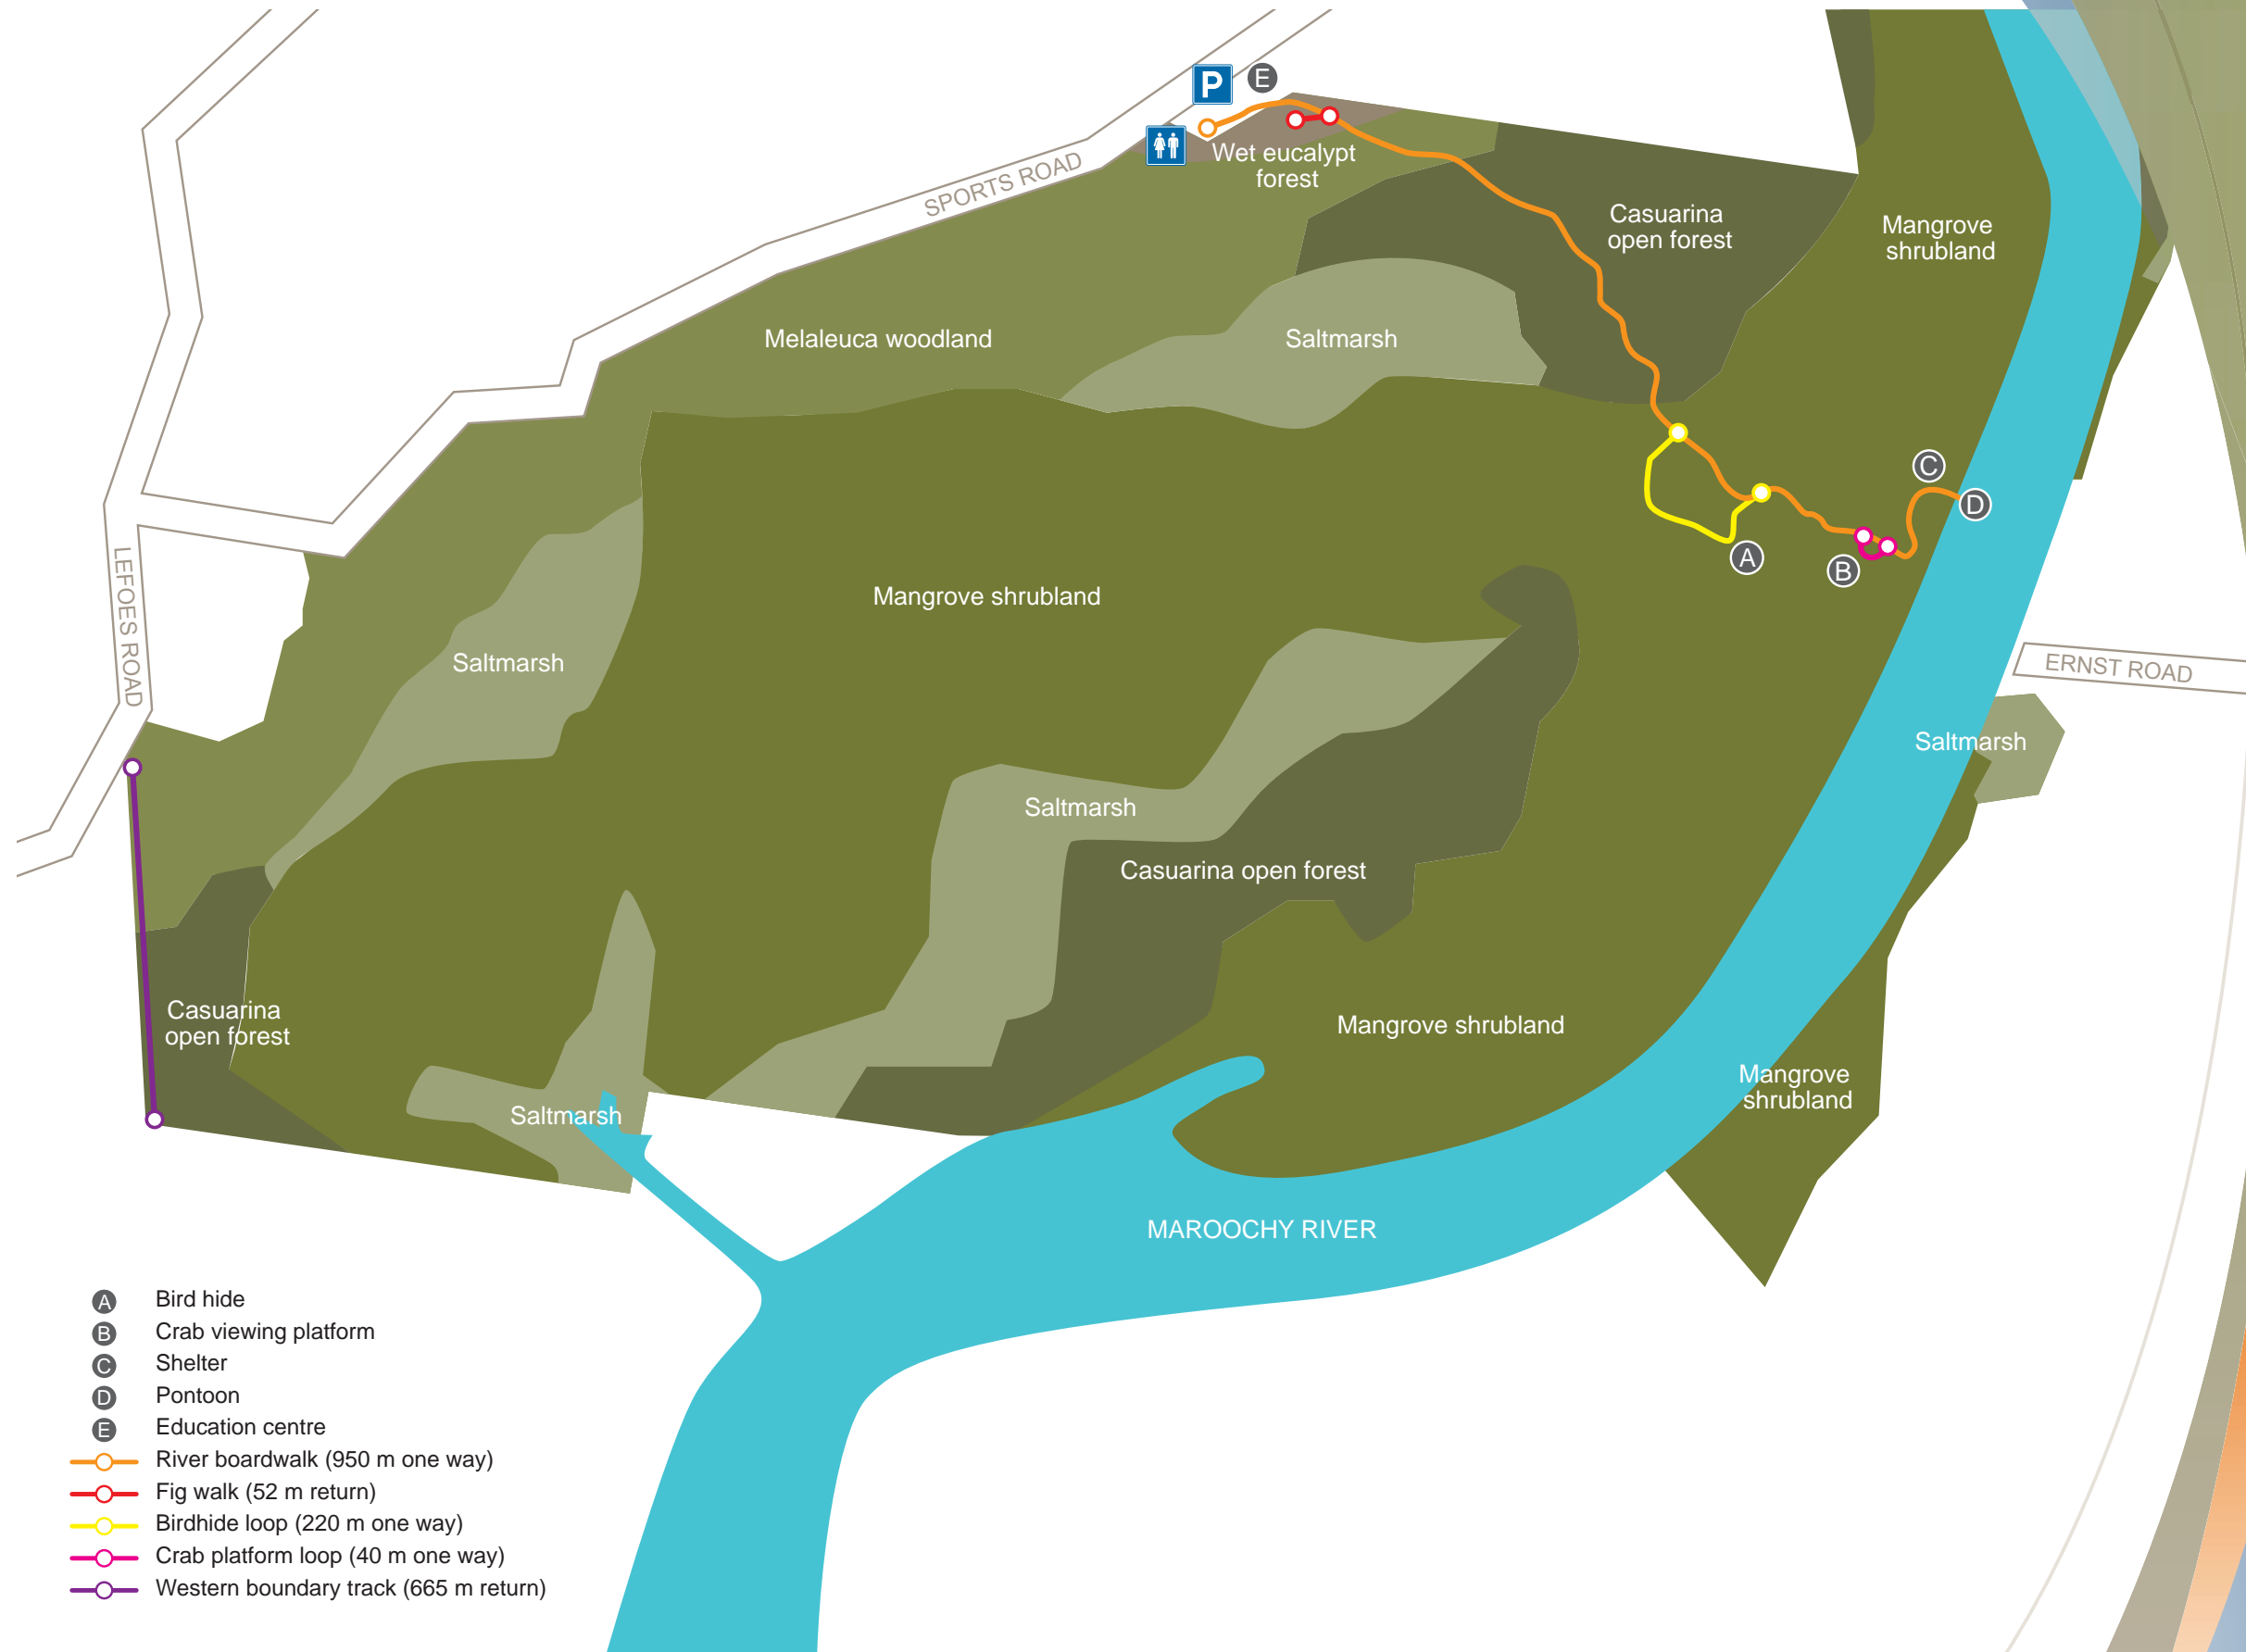 P
E
Wet eucalypt
forest
SPORTS ROAD
Casuarina
open forest
Mangrove
shrubland
Melaleuca woodland
Saltmarsh
C
D
A
B
LEFOES ROAD
Mangrove shrubland
Saltmarsh
ERNST ROAD
Saltmarsh
Saltmarsh
Casuarina open forest
Casuarina
open forest
Mangrove shrubland
Mangrove
shrubland
Saltmarsh
MAROOCHY RIVER
A Bird hide
B Crab viewing platform
C Shelter
D Pontoon
E Education centre
River boardwalk (950 m one way)
Fig walk (52 m return)
Birdhide loop (220 m one way)
Crab platform loop (40 m one way)
Western boundary track (665 m return)